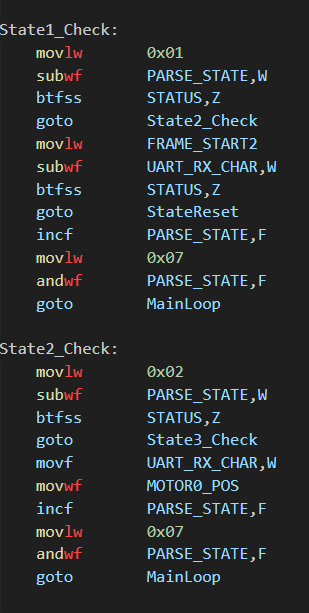 State1_Check:
movlw 0x01
subwf PARSE_STATE,W
btfss STATUS,Z
goto State2_Check
movlw FRAME_START2
subwf UART_RX_CHAR,W
btfss STATUS,Z
goto StateReset
incf PARSE_STATE,F
movlw 0x07
andwf PARSE_STATE,F
goto MainLoop
State2_Check:
movlw 0x02
subwf PARSE_STATE,W
btfss STATUS,Z
goto State3_Check
movf UART_RX_CHAR,W
movwf MOTOR0_POS
incf PARSE_STATE,F
movlw 0x07
andwf PARSE_STATE,F
goto MainLoop